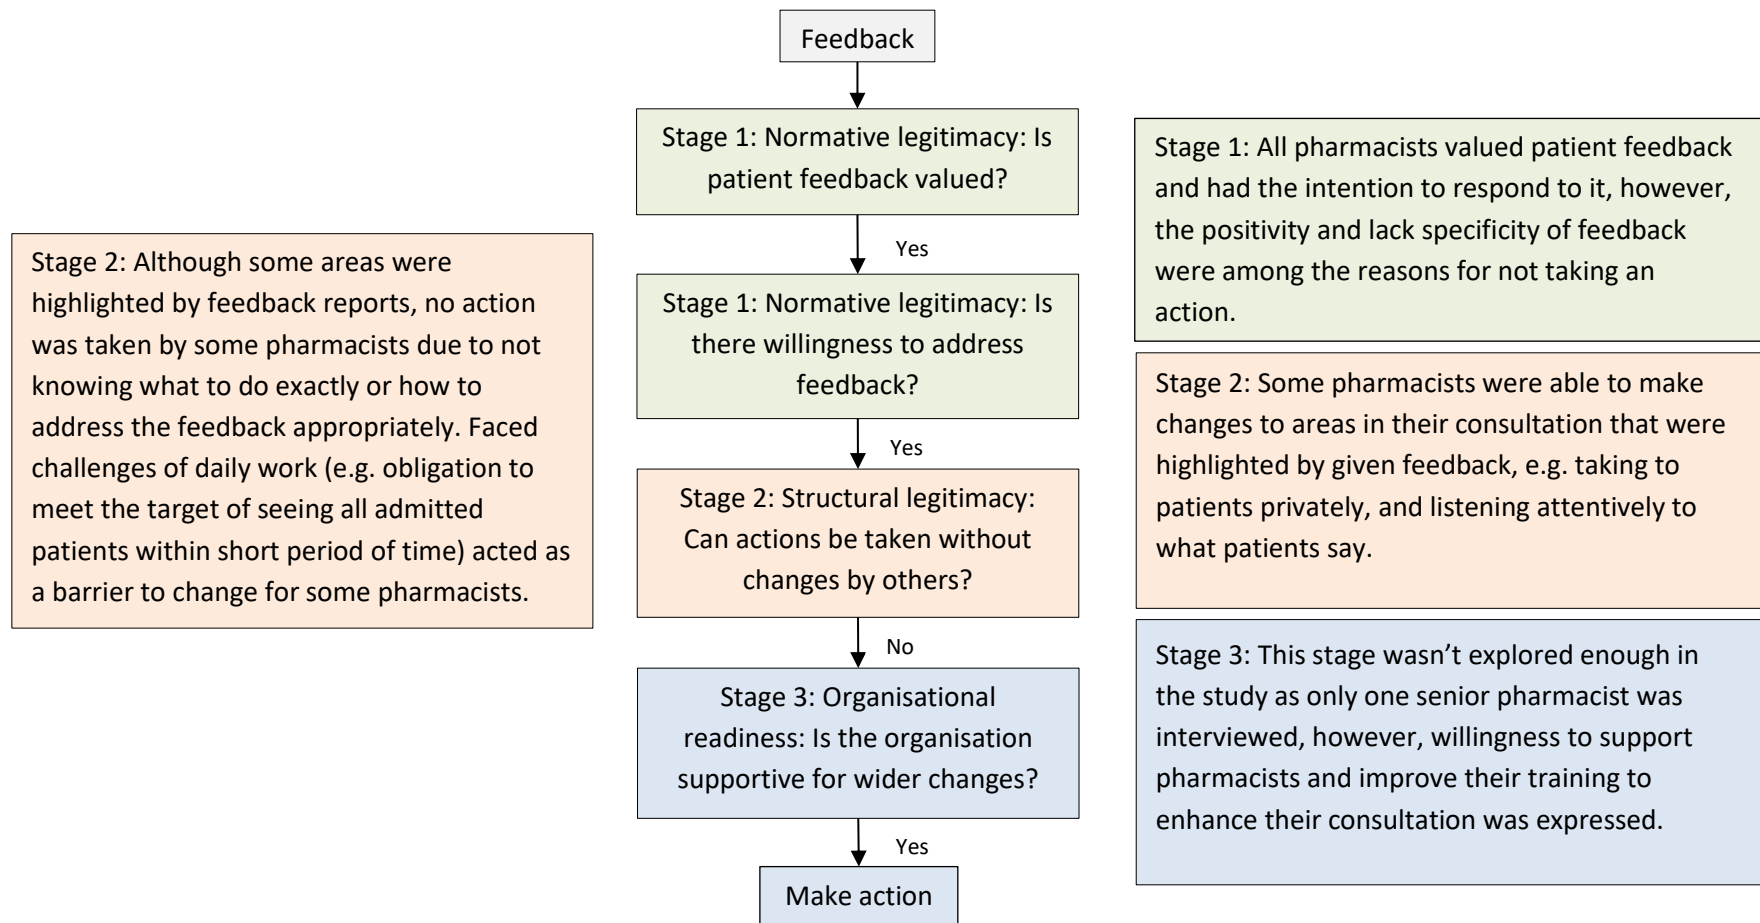 Feedback
Stage 1: Normative legitimacy: Is
patient feedback valued?
Yes
Stage 1: Normative legitimacy: Is
there willingness to address
feedback?
Yes
Stage 2: Structural legitimacy:
Can actions be taken without
changes by others?
No
Stage 3: Organisational
readiness: Is the organisation
supportive for wider changes?
Yes
Make action
Stage 2: Although some areas were
highlighted by feedback reports, no action
was taken by some pharmacists due to not
knowing what to do exactly or how to
address the feedback appropriately. Faced
challenges of daily work (e.g. obligation to
meet the target of seeing all admitted
patients within short period of time) acted as
a barrier to change for some pharmacists.
Stage 1: All pharmacists valued patient feedback
and had the intention to respond to it, however,
the positivity and lack specificity of feedback
were among the reasons for not taking an
action.
Stage 2: Some pharmacists were able to make
changes to areas in their consultation that were
highlighted by given feedback, e.g. taking to
patients privately, and listening attentively to
what patients say.
Stage 3: This stage wasn’t explored enough in
the study as only one senior pharmacist was
interviewed, however, willingness to support
pharmacists and improve their training to
enhance their consultation was expressed.